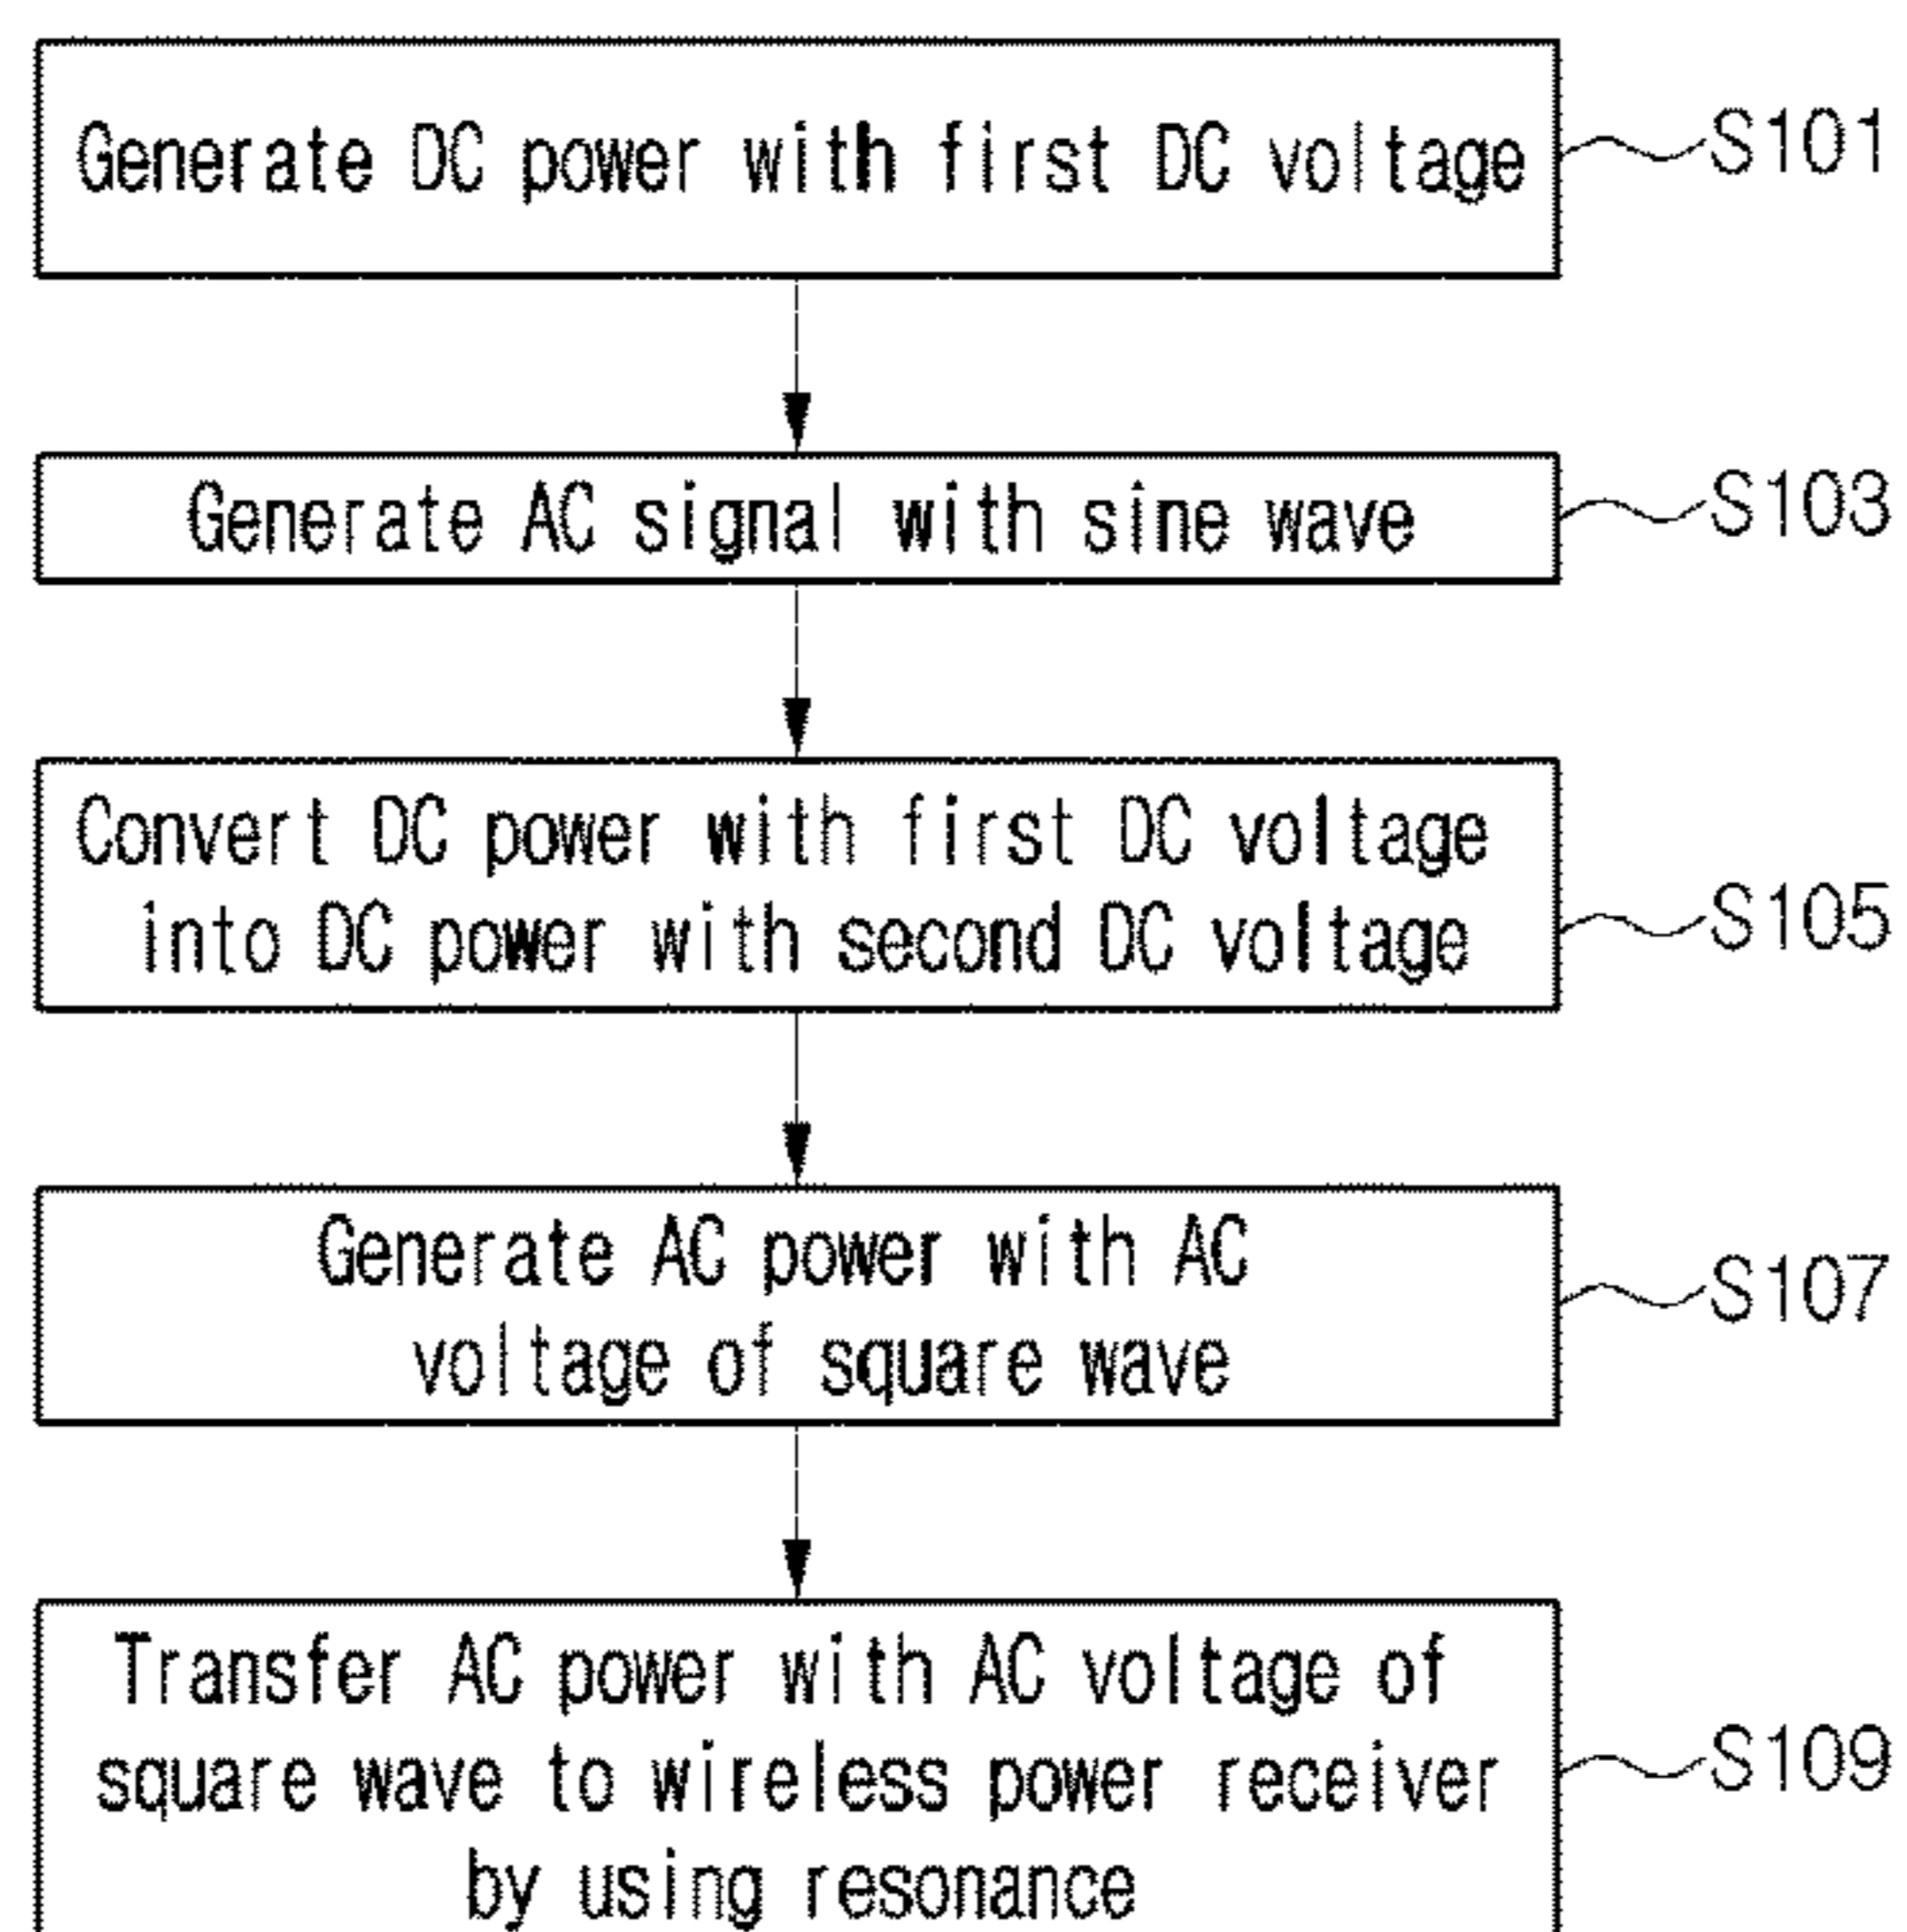 Generate DC power with first DC voltage
S101
Generate AC signal with sine wave
S103
Convert DC power with first DC voltage
into DC power with second DC voltage
S105
Generate AC power with AC
voltage of square wave
S107
Transfer AC power with AC voltage of
square wave to wireless power receiver
by using resonance
S109